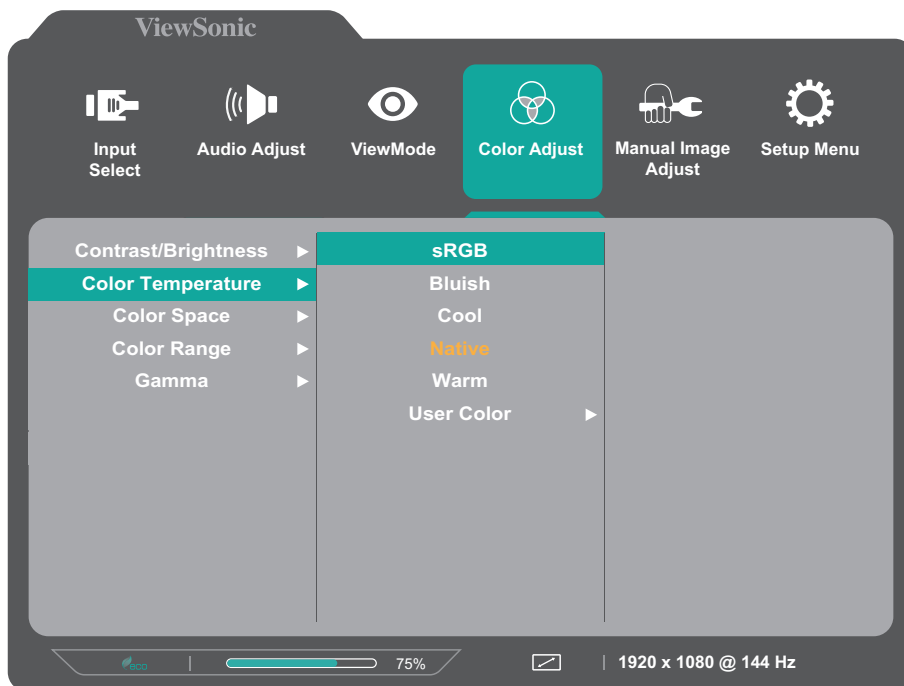 ViewSonic
Input
Select
Audio Adjust
ViewMode
Color Adjust
Manual Image
Adjust
Setup Menu
Contrast/Brightness
Color Temperature
Color Space
Color Range
Gamma
sRGB
Bluish
Cool
Native
Warm
User Color
eco
75%
1920 x 1080 @ 144 Hz